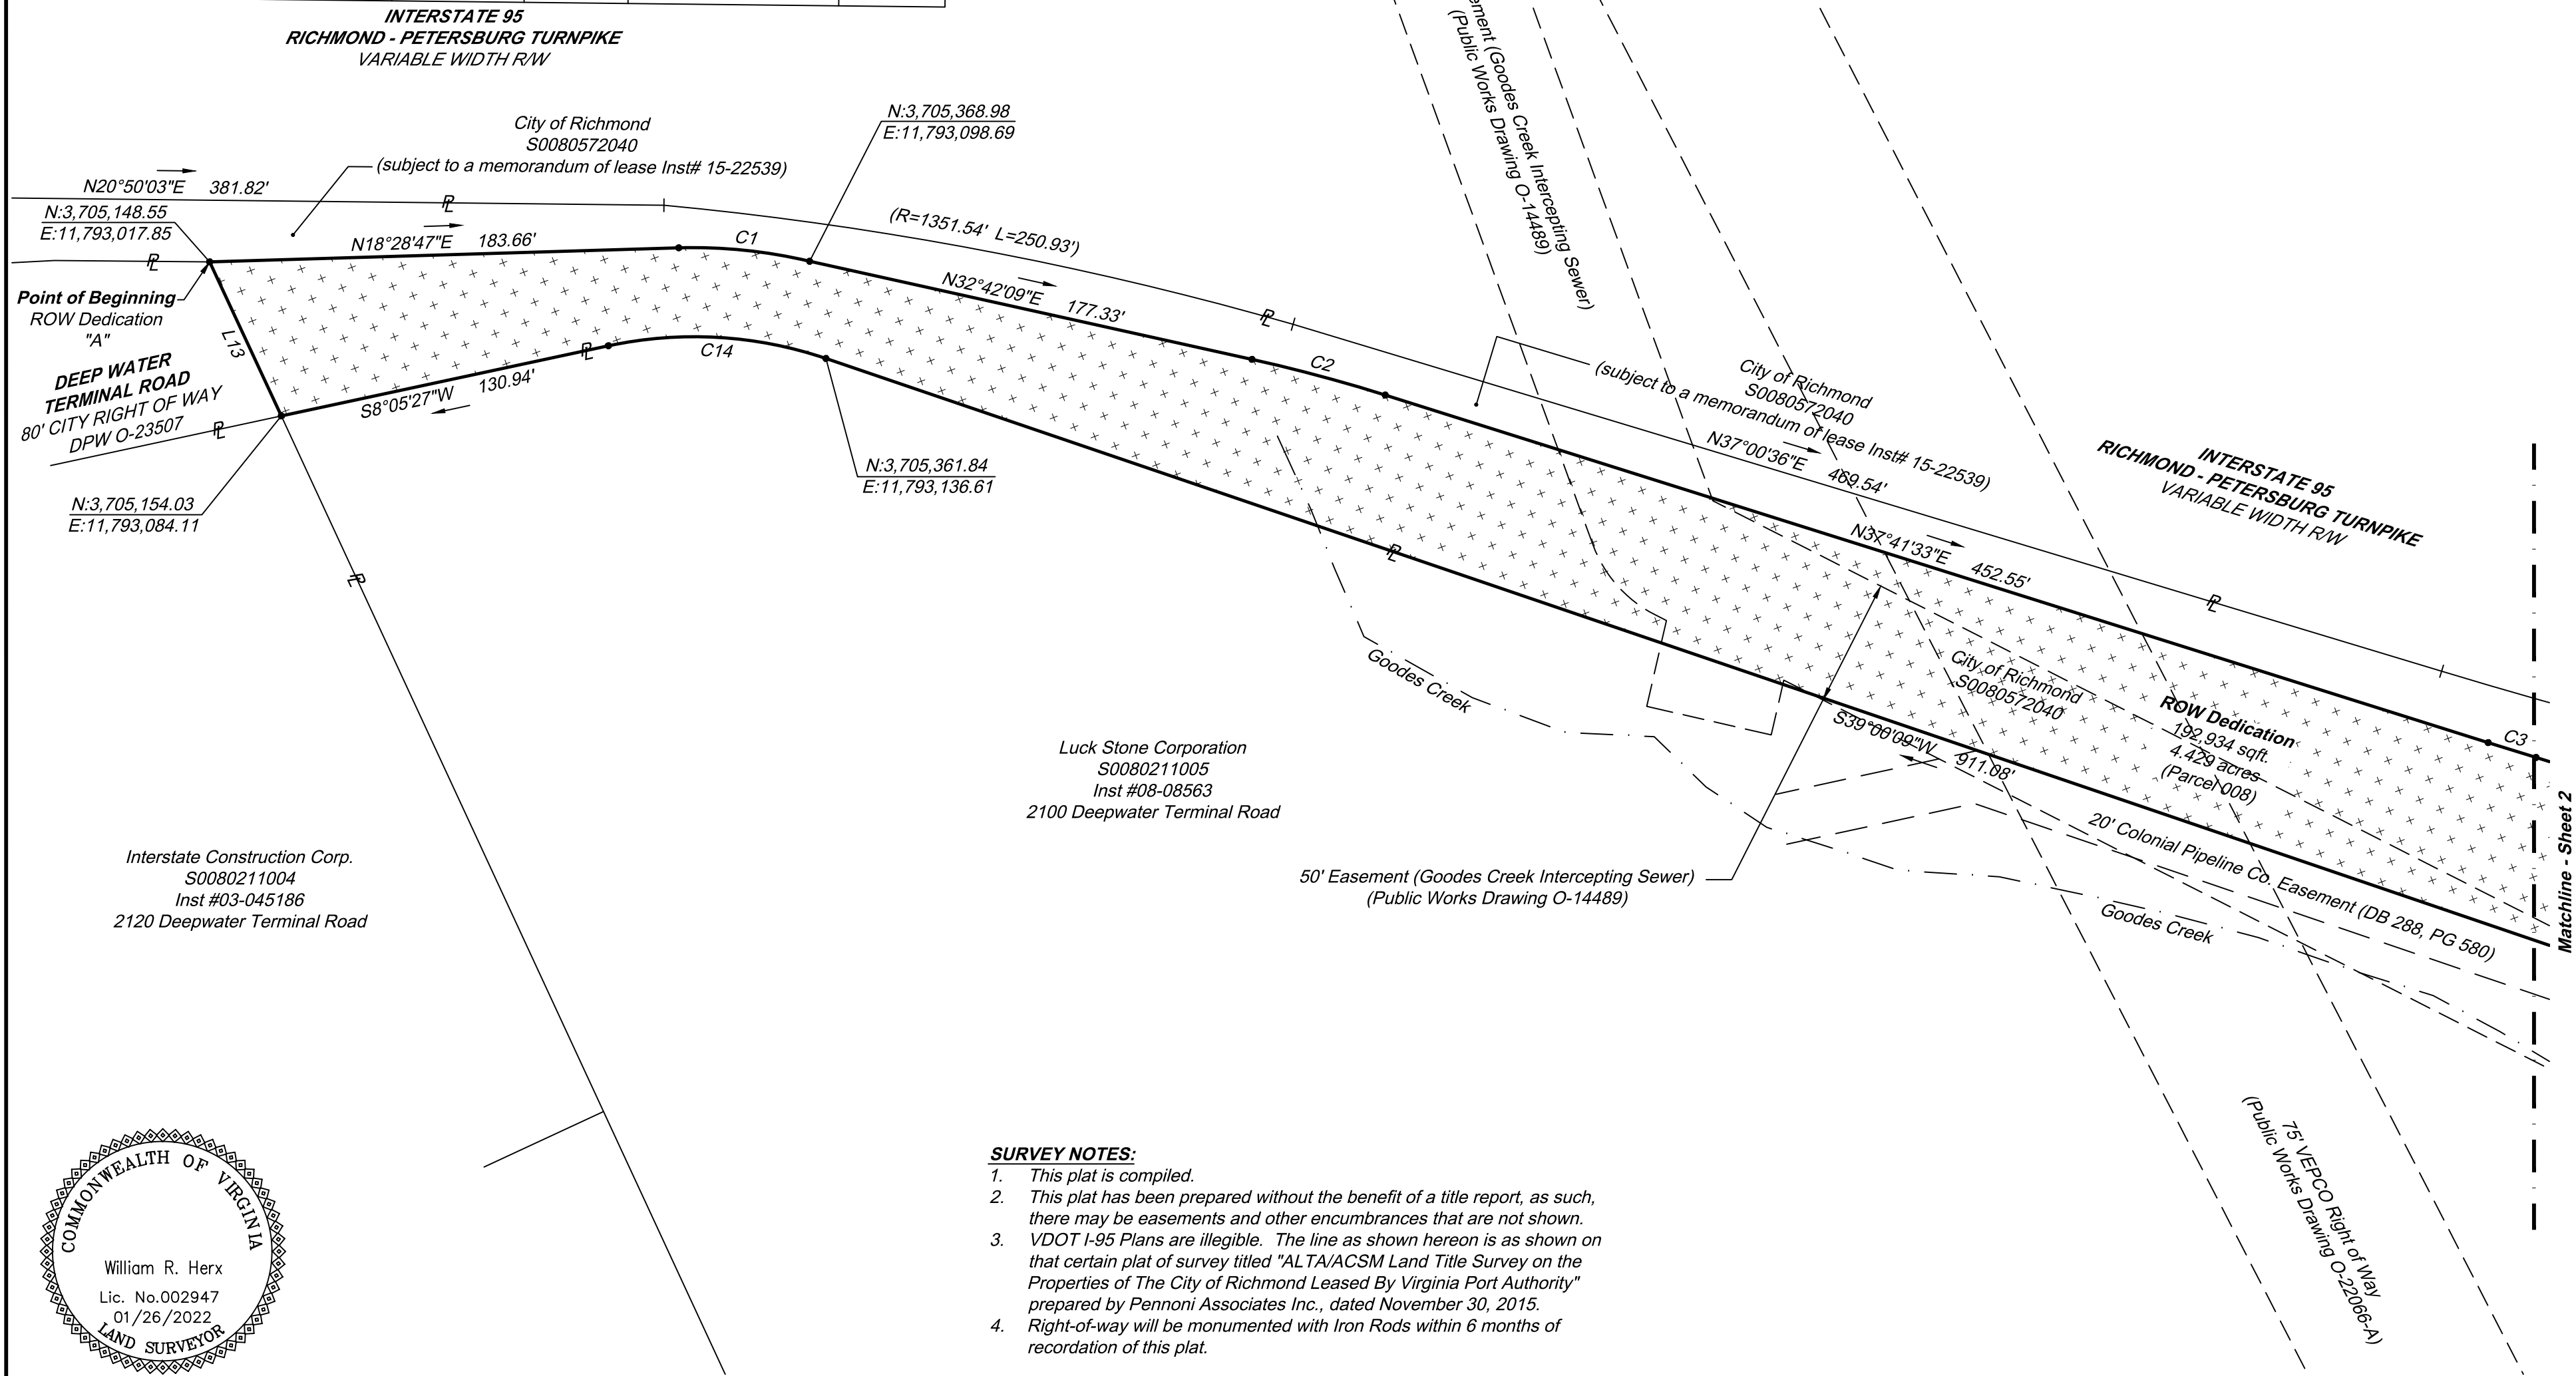 INTERSTATE 95
RICHMOND - PETERSBURG TURNPIKE
VARIABLE WIDTH R/W
City of Richmond
S0080572040
(subject to a memorandum of lease Inst# 15-22539)
N:3,705,368.98
E:11,793,098.69
N20°50'03"E 381.82'
N:3,705,148.55
E:11,793,017.85
N18°28'47"E 183.66'
C1
(R=1351.54' L=250.93')
N32°42'09"E 177.33'
C2
Point of Beginning
ROW Dedication
"A"
L13
DEEP WATER
TERMINAL ROAD
80' CITY RIGHT OF WAY
DPW O-23507
S8°05'27"W 130.94'
C14
N:3,705,361.84
E:11,793,136.61
N:3,705,154.03
E:11,793,084.11
ement (Goodes Creek Intercepting Sewer)
(Public Works Drawing O-14489)
City of Richmond
S0080572040
(subject to a memorandum of lease Inst# 15-22539)
N37°00'36"E 469.54'
INTERSTATE 95
RICHMOND - PETERSBURG TURNPIKE
VARIABLE WIDTH R/W
N37°41'33"E 452.55'
Goodes Creek
City of Richmond
S0080572040
ROW Dedication
192,934 sqft.
4.429 acres
(Parcel 008)
C3
S39°00'09"W 911.08'
Matchline - Sheet 2
Luck Stone Corporation
S0080211005
Inst #08-08563
2100 Deepwater Terminal Road
20' Colonial Pipeline Co. Easement (DB 288, PG 580)
Goodes Creek
50' Easement (Goodes Creek Intercepting Sewer)
(Public Works Drawing O-14489)
Interstate Construction Corp.
S0080211004
Inst #03-045186
2120 Deepwater Terminal Road
75' VEPCO Right of Way
(Public Works Drawing O-22066-A)
COMMONWEALTH OF VIRGINIA
William R. Herx
Lic. No.002947
01/26/2022
LAND SURVEYOR
SURVEY NOTES:
1. This plat is compiled.
2. This plat has been prepared without the benefit of a title report, as such,
there may be easements and other encumbrances that are not shown.
3. VDOT I-95 Plans are illegible. The line as shown hereon is as shown on
that certain plat of survey titled "ALTA/ACSM Land Title Survey on the
Properties of The City of Richmond Leased By Virginia Port Authority"
prepared by Pennoni Associates Inc., dated November 30, 2015.
4. Right-of-way will be monumented with Iron Rods within 6 months of
recordation of this plat.